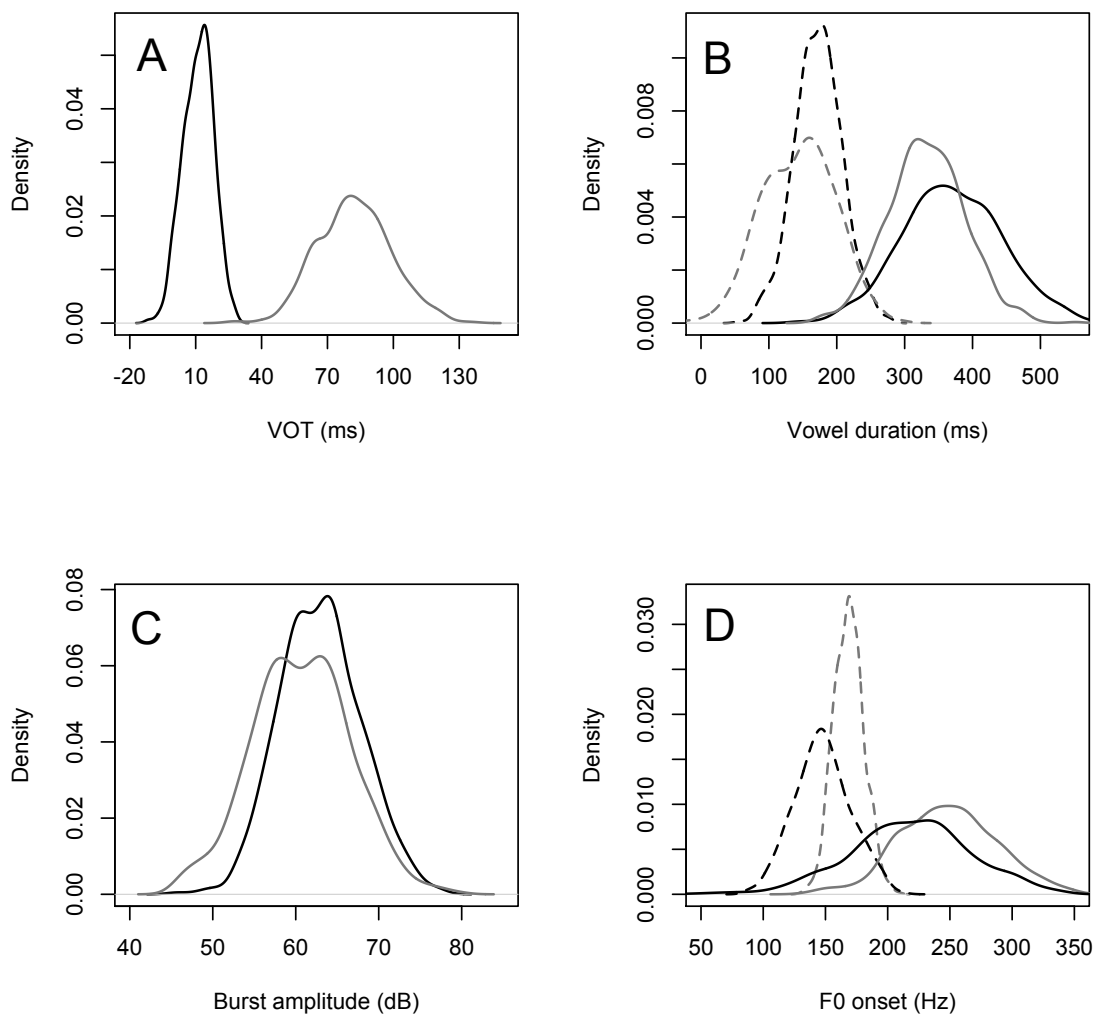 A
Density
0.00 0.02 0.04
-20 10 40 70 100 130
VOT (ms)
B
Density
0.000 0.004 0.008
0 100 200 300 400 500
Vowel duration (ms)
C
Density
0.00 0.02 0.04 0.06 0.08
40 50 60 70 80
Burst amplitude (dB)
D
Density
0.000 0.010 0.020 0.030
50 100 150 200 250 300 350
F0 onset (Hz)